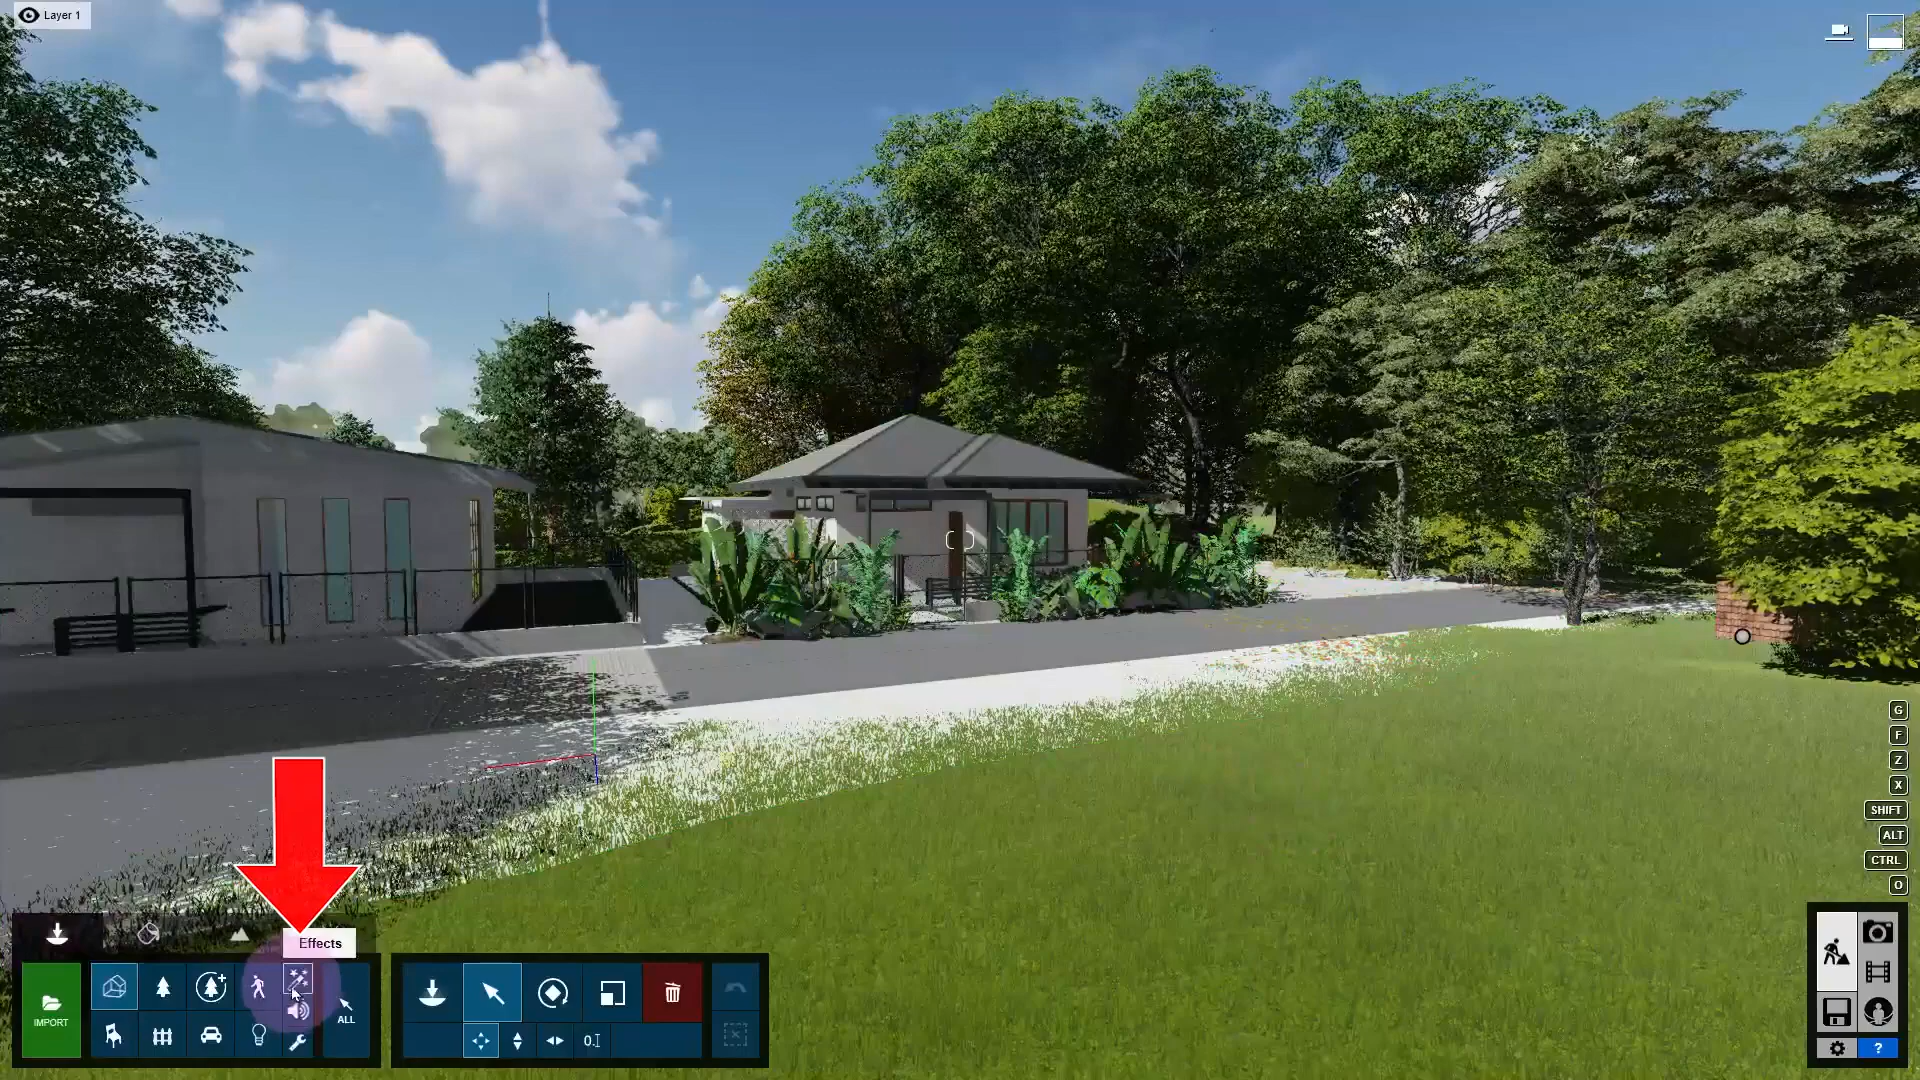 Layer 1
G
F
Z
X
SHIFT
ALT
CTRL
O
Effects
IMPORT
ALL
?